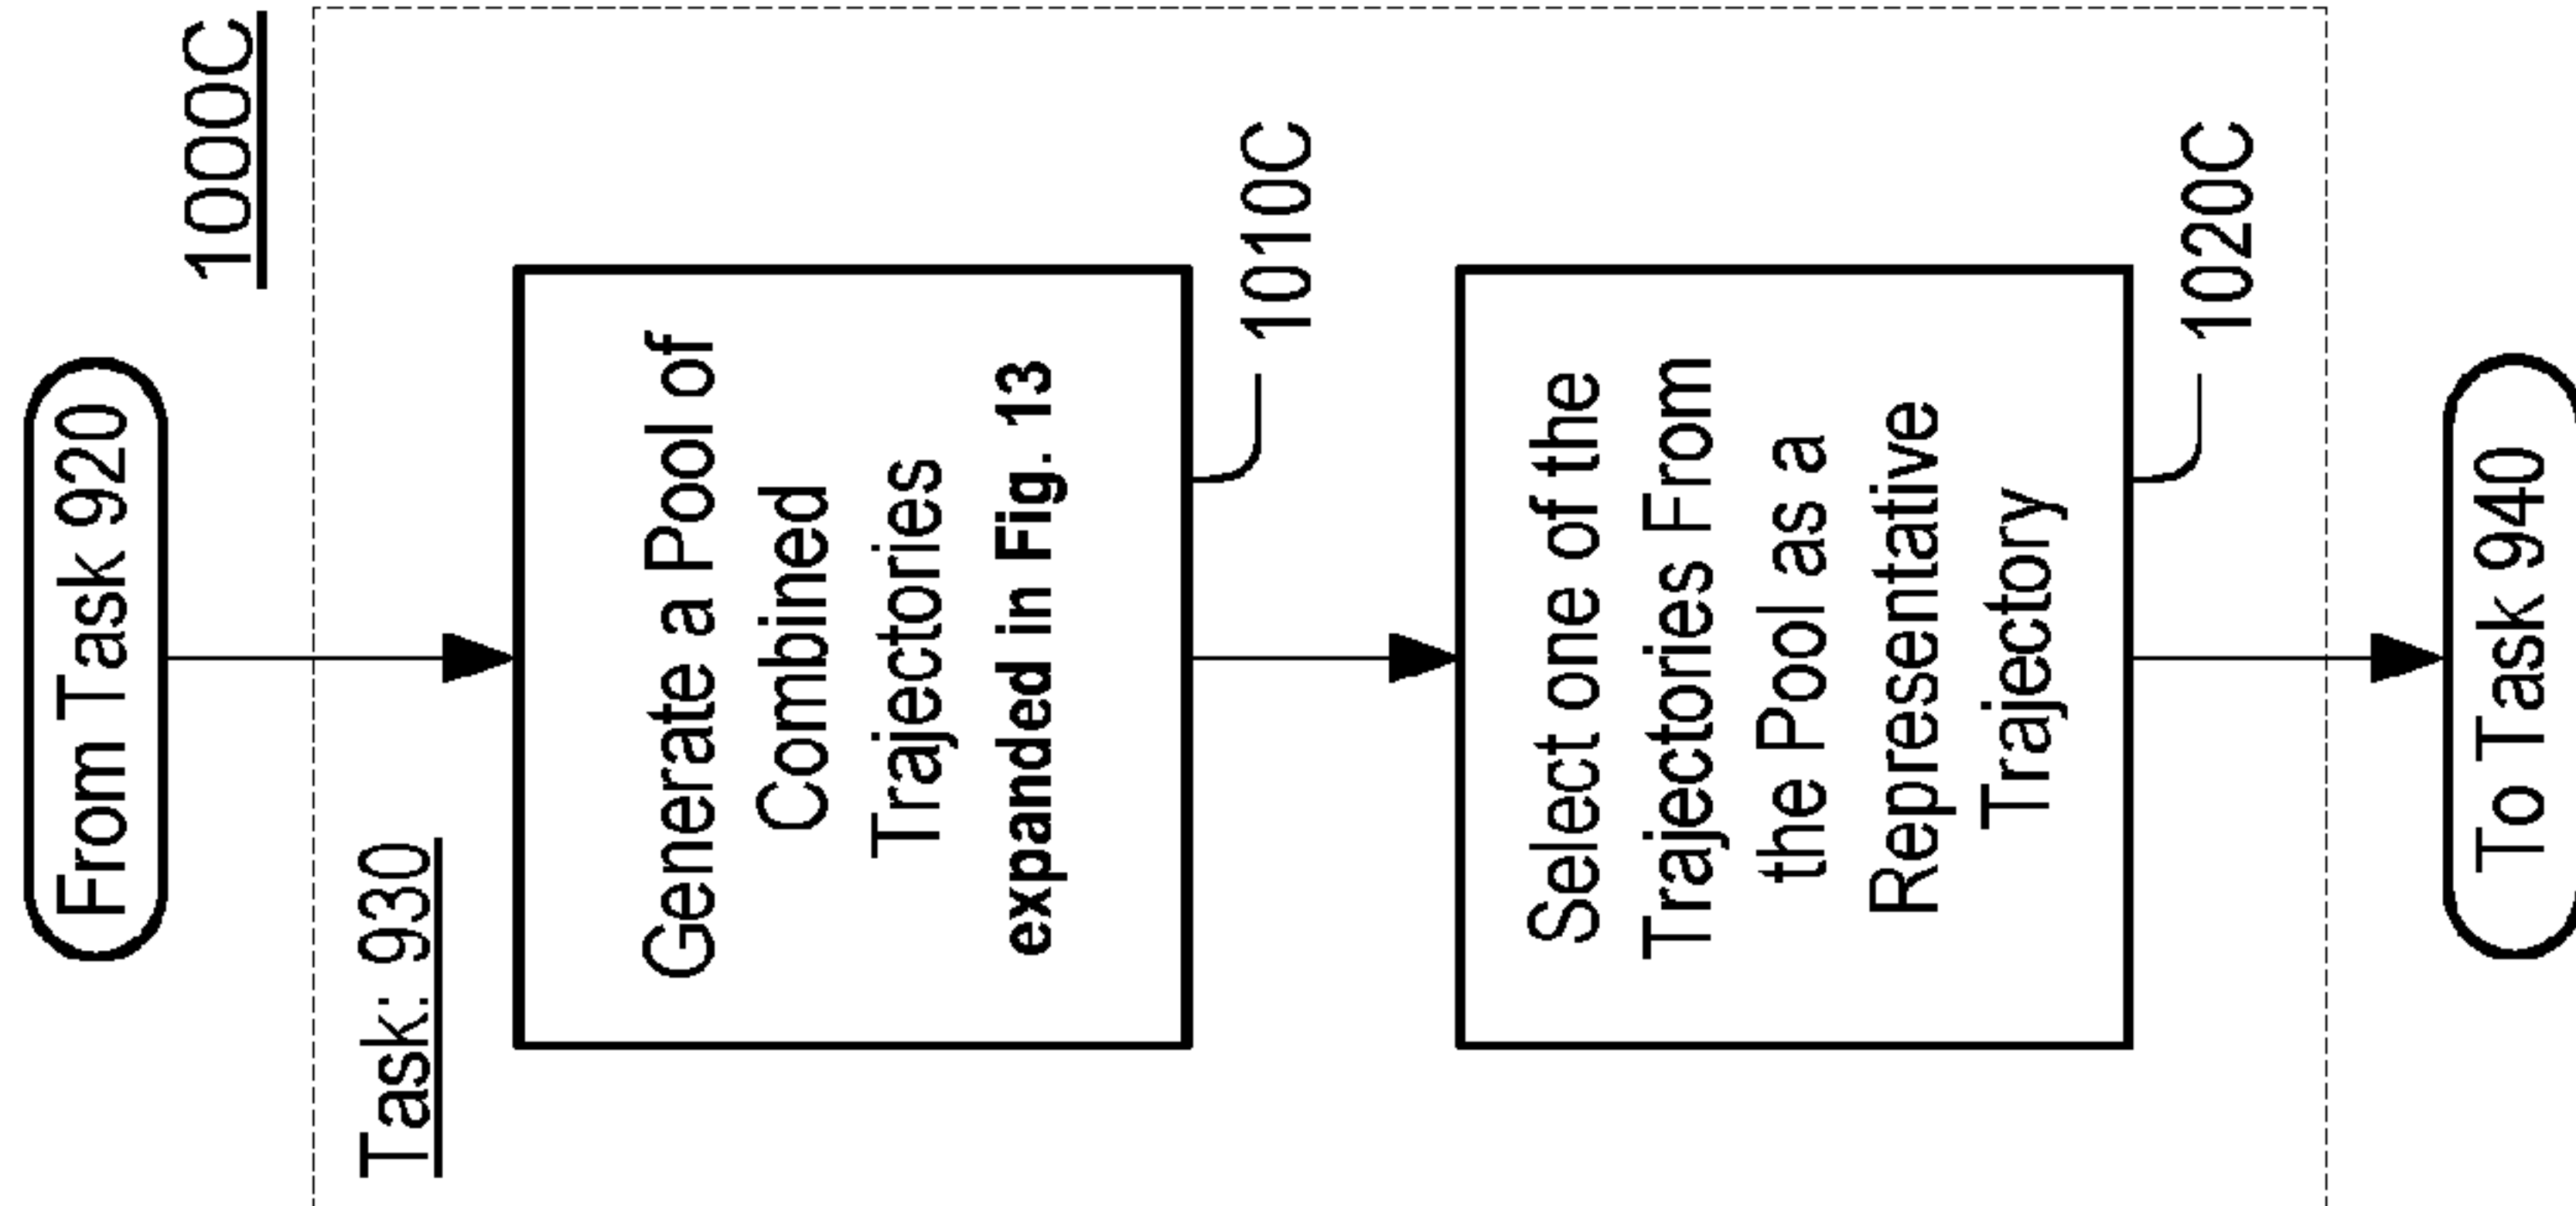 From Task 920
1000C
Task: 930
Generate a Pool of
Combined
Trajectories
expanded in Fig. 13
1010C
Select one of the
Trajectories From
the Pool as a
Representative
Trajectory
1020C
To Task 940